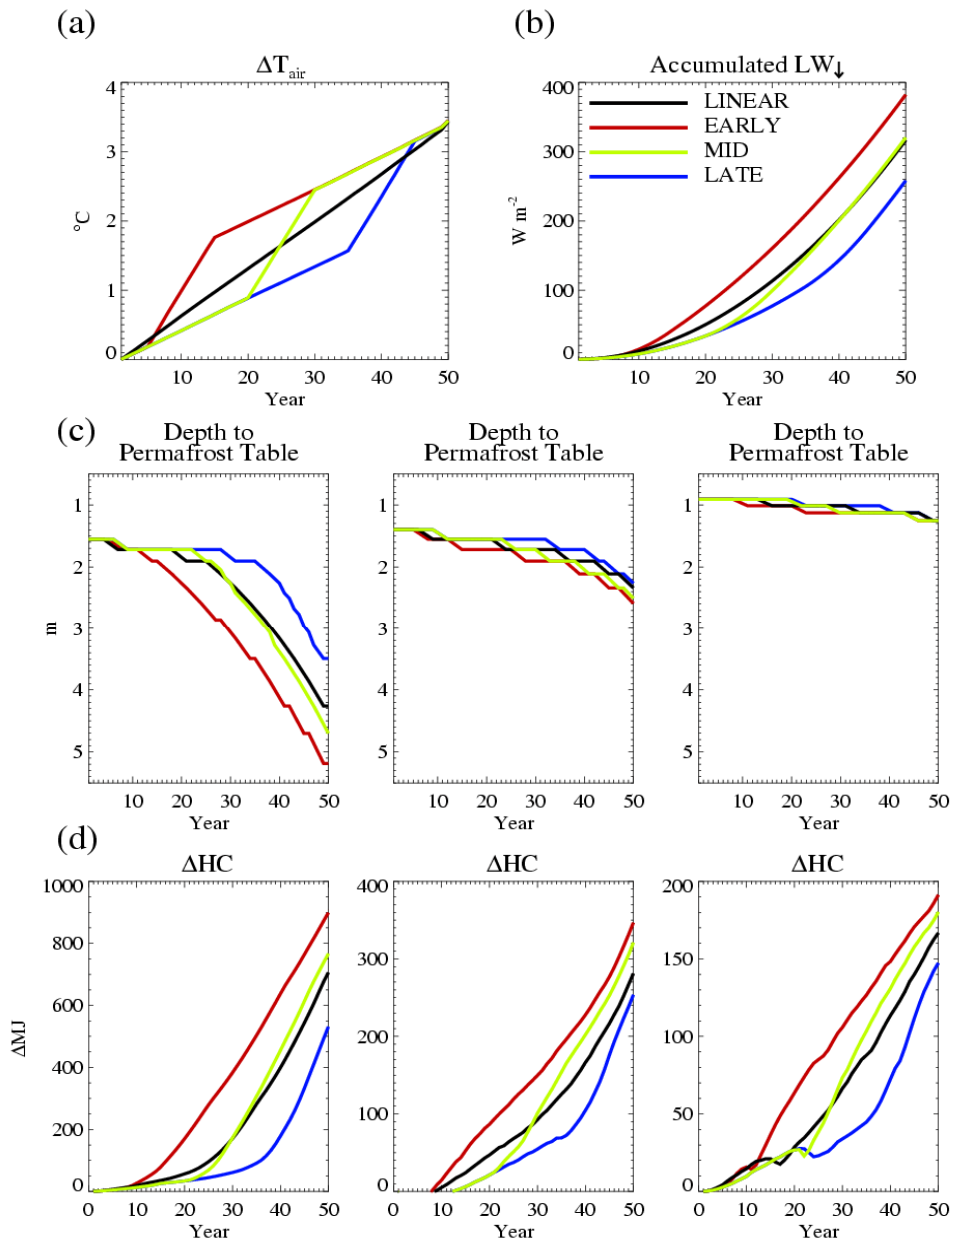 (a)
(b)
ΔT_air
Accumulated LW↓
4
3
2
1
0
°C
10 20 30 40 50
Year
400
300
200
100
0
W m⁻²
LINEAR
EARLY
MID
LATE
10 20 30 40 50
Year
(c)
Depth to
Permafrost Table
Depth to
Permafrost Table
Depth to
Permafrost Table
1
2
3
4
5
m
10 20 30 40 50
Year
1
2
3
4
5
10 20 30 40 50
Year
1
2
3
4
5
10 20 30 40 50
Year
(d)
ΔHC
ΔHC
ΔHC
1000
800
600
400
200
0
ΔMJ
0 10 20 30 40 50
Year
400
300
200
100
0
0 10 20 30 40 50
Year
200
150
100
50
0
0 10 20 30 40 50
Year